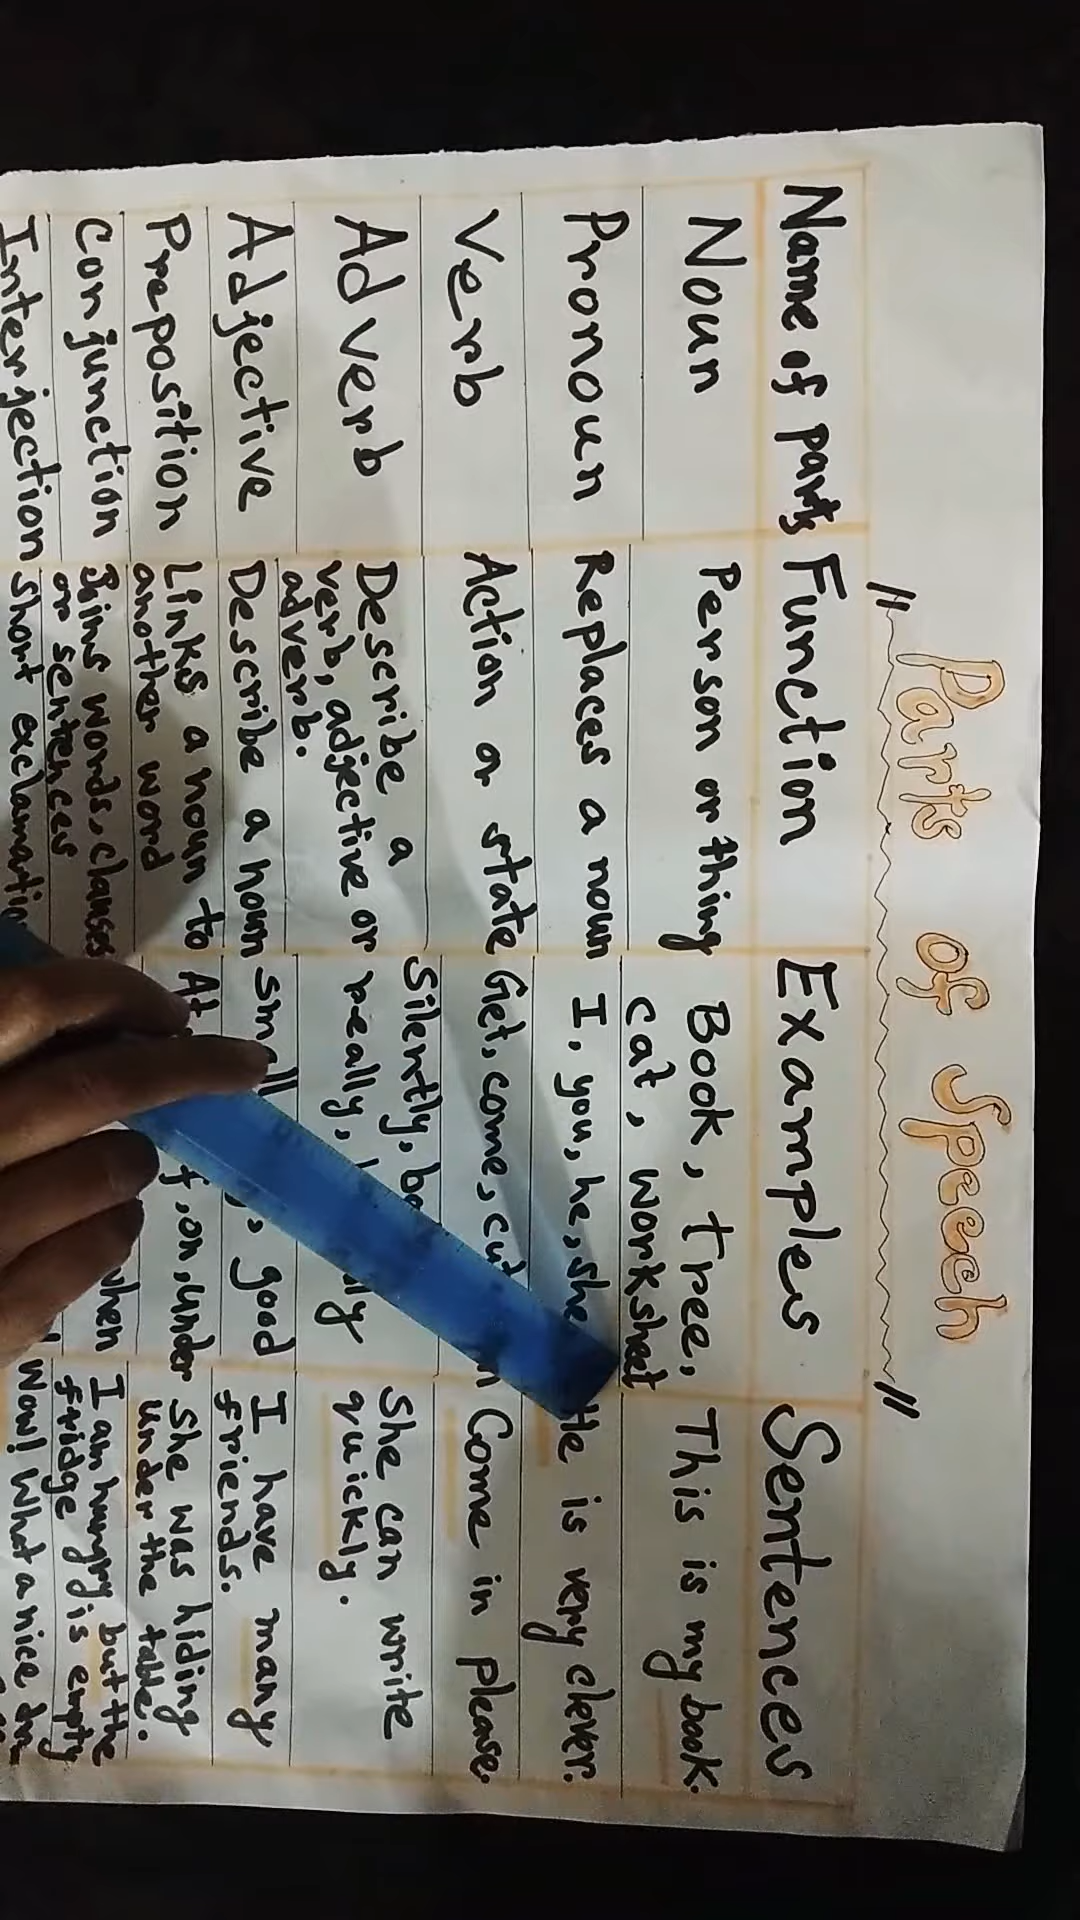 "Parts of Speech"
Name of parts Function Examples Sentences
Noun Person or thing Book, tree, This is my book.
cat, worksheet
Pronoun Replaces a noun I, you, he, she He is very clever.
Verb Action or state Get, come, cut Come in please.
Adverb Describe a Silently, She can write
verb, adjective or really, quickly.
adverb.
Adjective Describe a noun small good I have many
friends.
Preposition Links a noun to At on, under She was hiding
another word under the table.
Conjunction Joins words, clauses when I am hungry, but the
or sentences fridge is empty
Interjection short exclamation Wow! What a nice